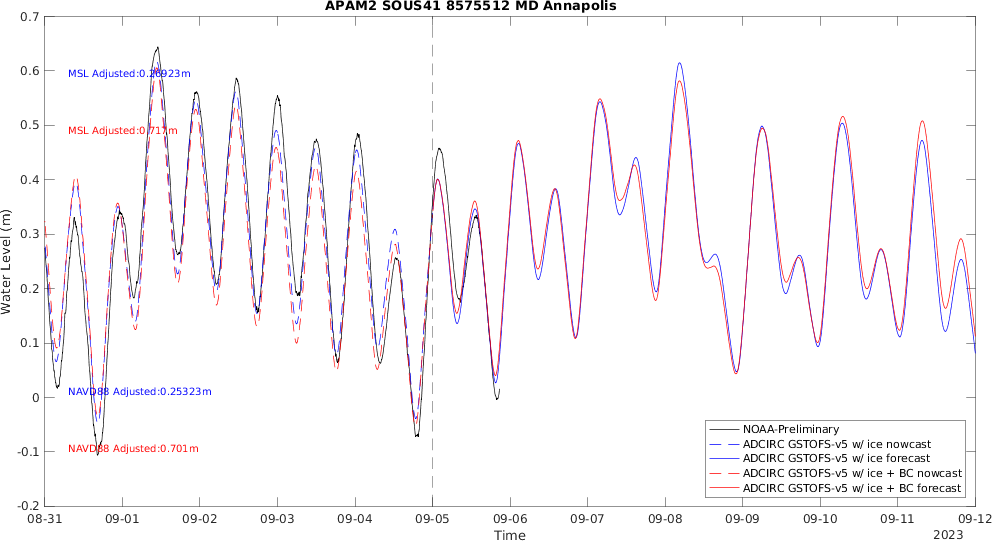 APAM2 SOUS41 8575512 MD Annapolis
0.7
0.6
0.5
0.4
0.3
0.2
0.1
0
-0.1
-0.2
Water Level (m)
MSL Adjusted:0.26923m
MSL Adjusted:0.717m
NAVD88 Adjusted:0.25323m
NAVD88 Adjusted:0.701m
NOAA-Preliminary
ADCIRC GSTOFS-v5 w/ ice nowcast
ADCIRC GSTOFS-v5 w/ ice forecast
ADCIRC GSTOFS-v5 w/ ice + BC nowcast
ADCIRC GSTOFS-v5 w/ ice + BC forecast
08-31 09-01 09-02 09-03 09-04 09-05 09-06 09-07 09-08 09-09 09-10 09-11 09-12
Time
2023